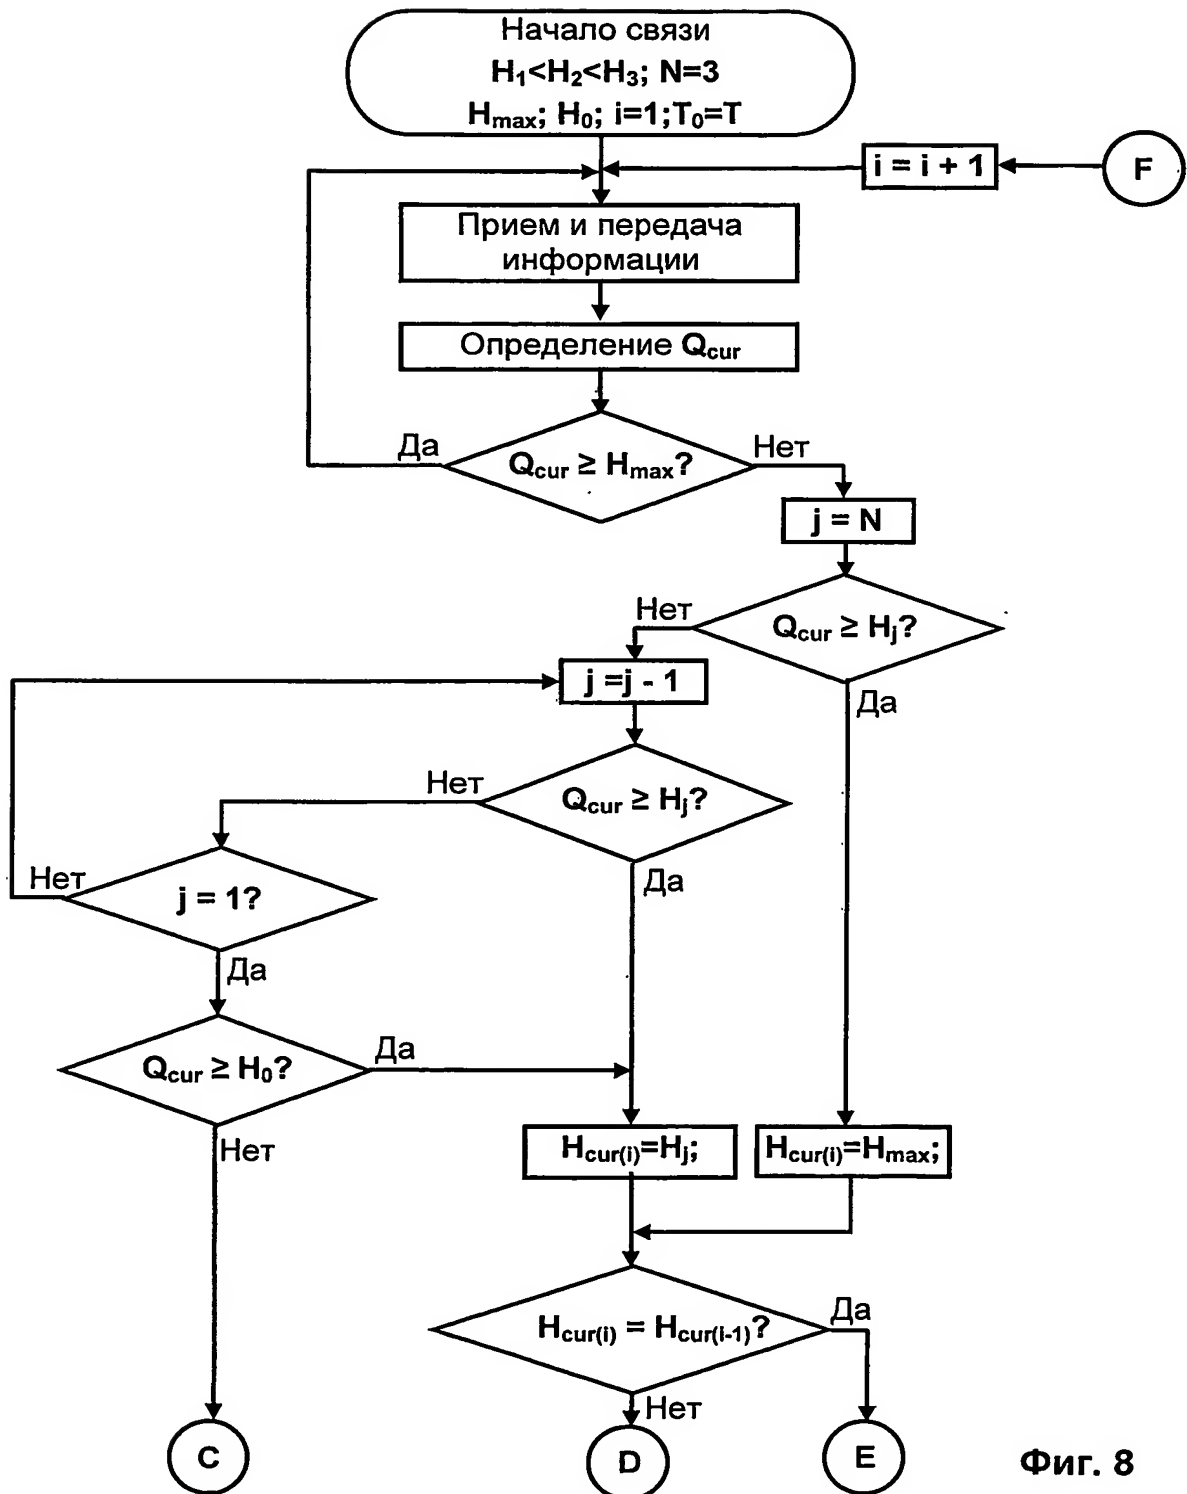 Начало связи
H₁<H₂<H₃; N=3
Hmax; H₀; i=1;T₀=T
i = i + 1
F
Прием и передача
информации
Определение Qcur
Да
Qcur ≥ Hmax?
Нет
j = N
Нет
Qcur ≥ Hj?
Да
j =j - 1
Нет
Qcur ≥ Hj?
Да
Нет
j = 1?
Да
Qcur ≥ H₀?
Да
Нет
Hcur(i)=Hj;
Hcur(i)=Hmax;
Hcur(i) = Hcur(i-1)?
Да
Нет
C
D
E
Фиг. 8